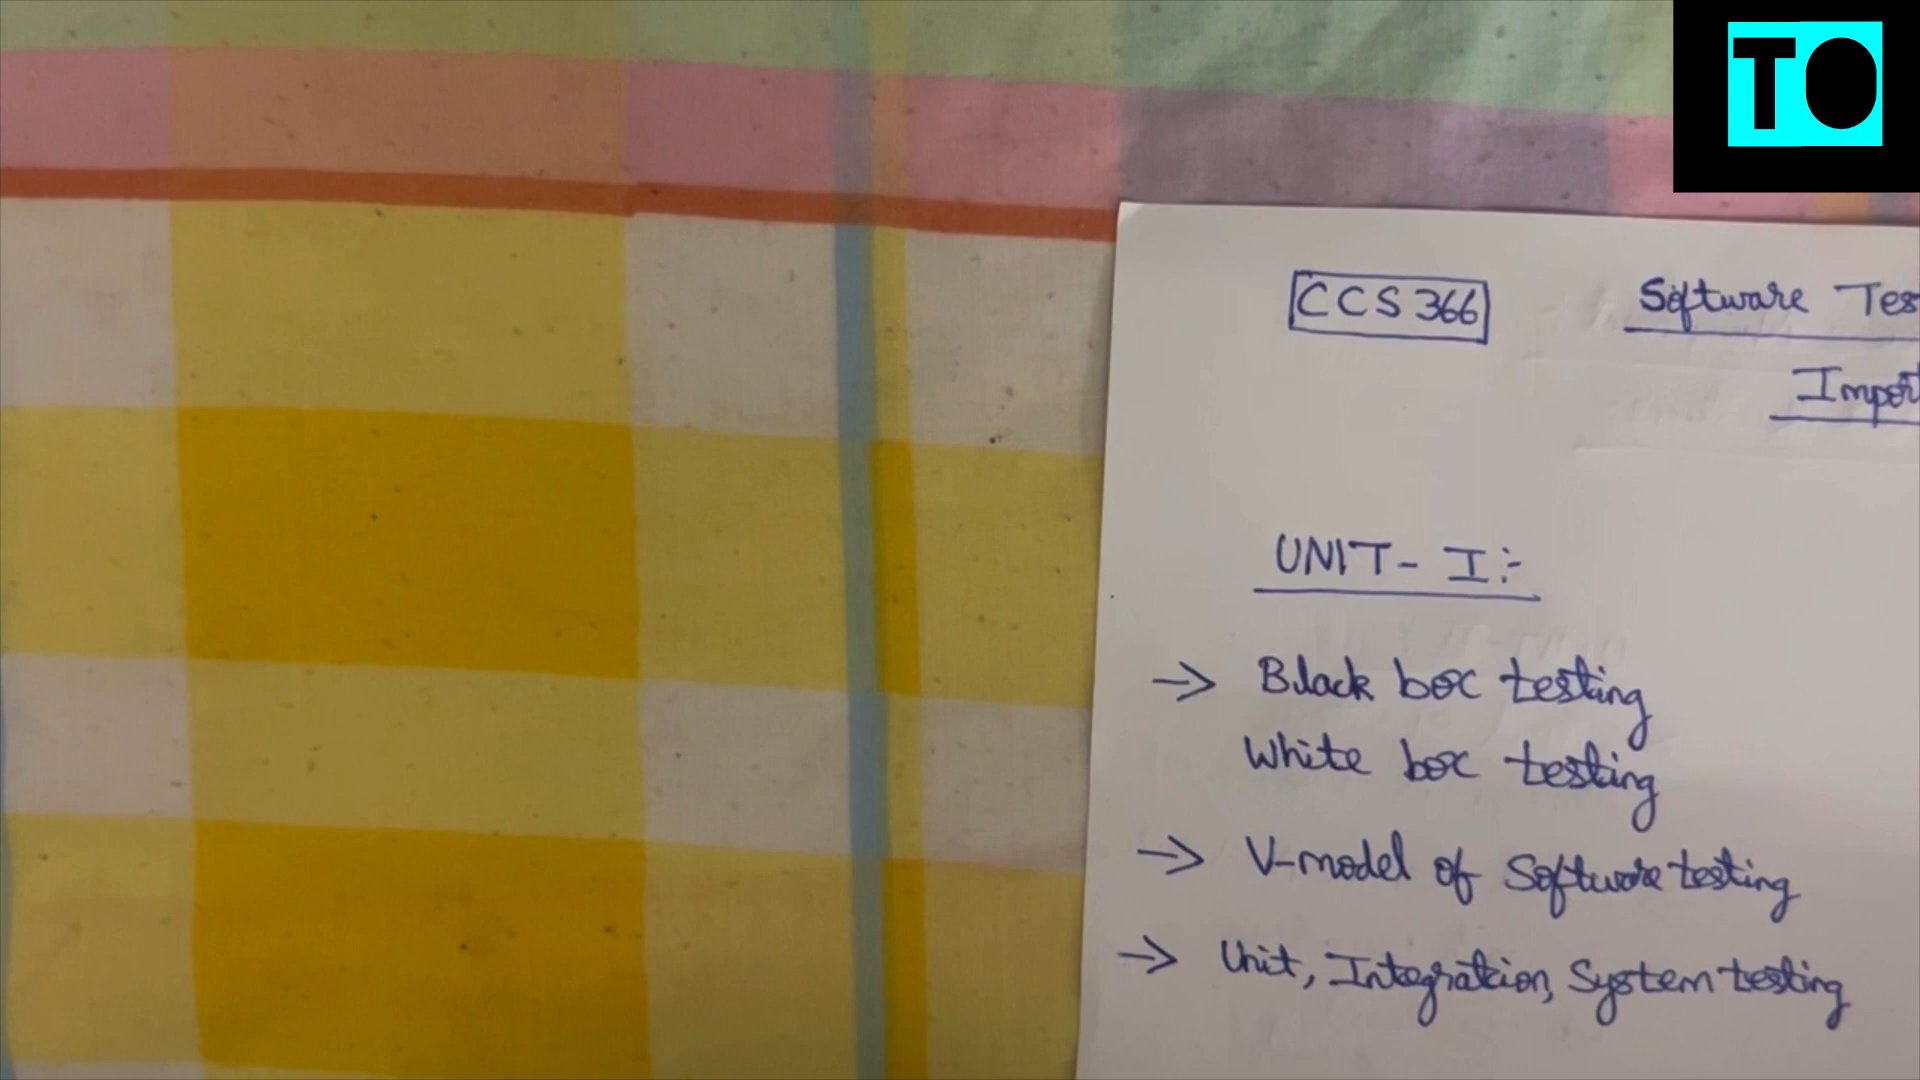 TO
CCS 366
Software Tes
Import
UNIT- I:-
→ Black box testing
White box testing
→ V-model of Software testing
→ Unit, Integration, System testing